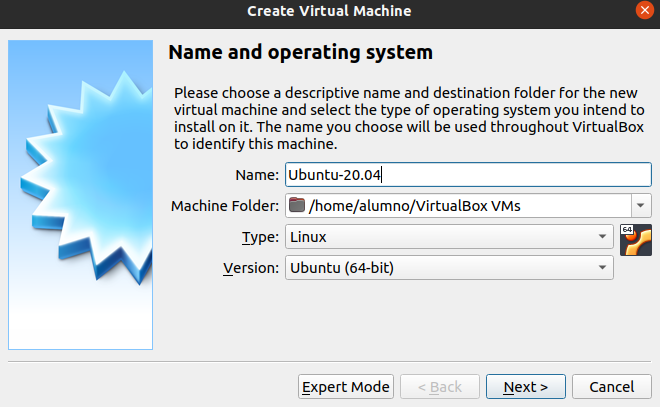 Create Virtual Machine
Name and operating system
Please choose a descriptive name and destination folder for the new
virtual machine and select the type of operating system you intend to
install on it. The name you choose will be used throughout VirtualBox
to identify this machine.
Name: Ubuntu-20.04
Machine Folder: /home/alumno/VirtualBox VMs
Type: Linux
64
Version: Ubuntu (64-bit)
Expert Mode < Back Next > Cancel